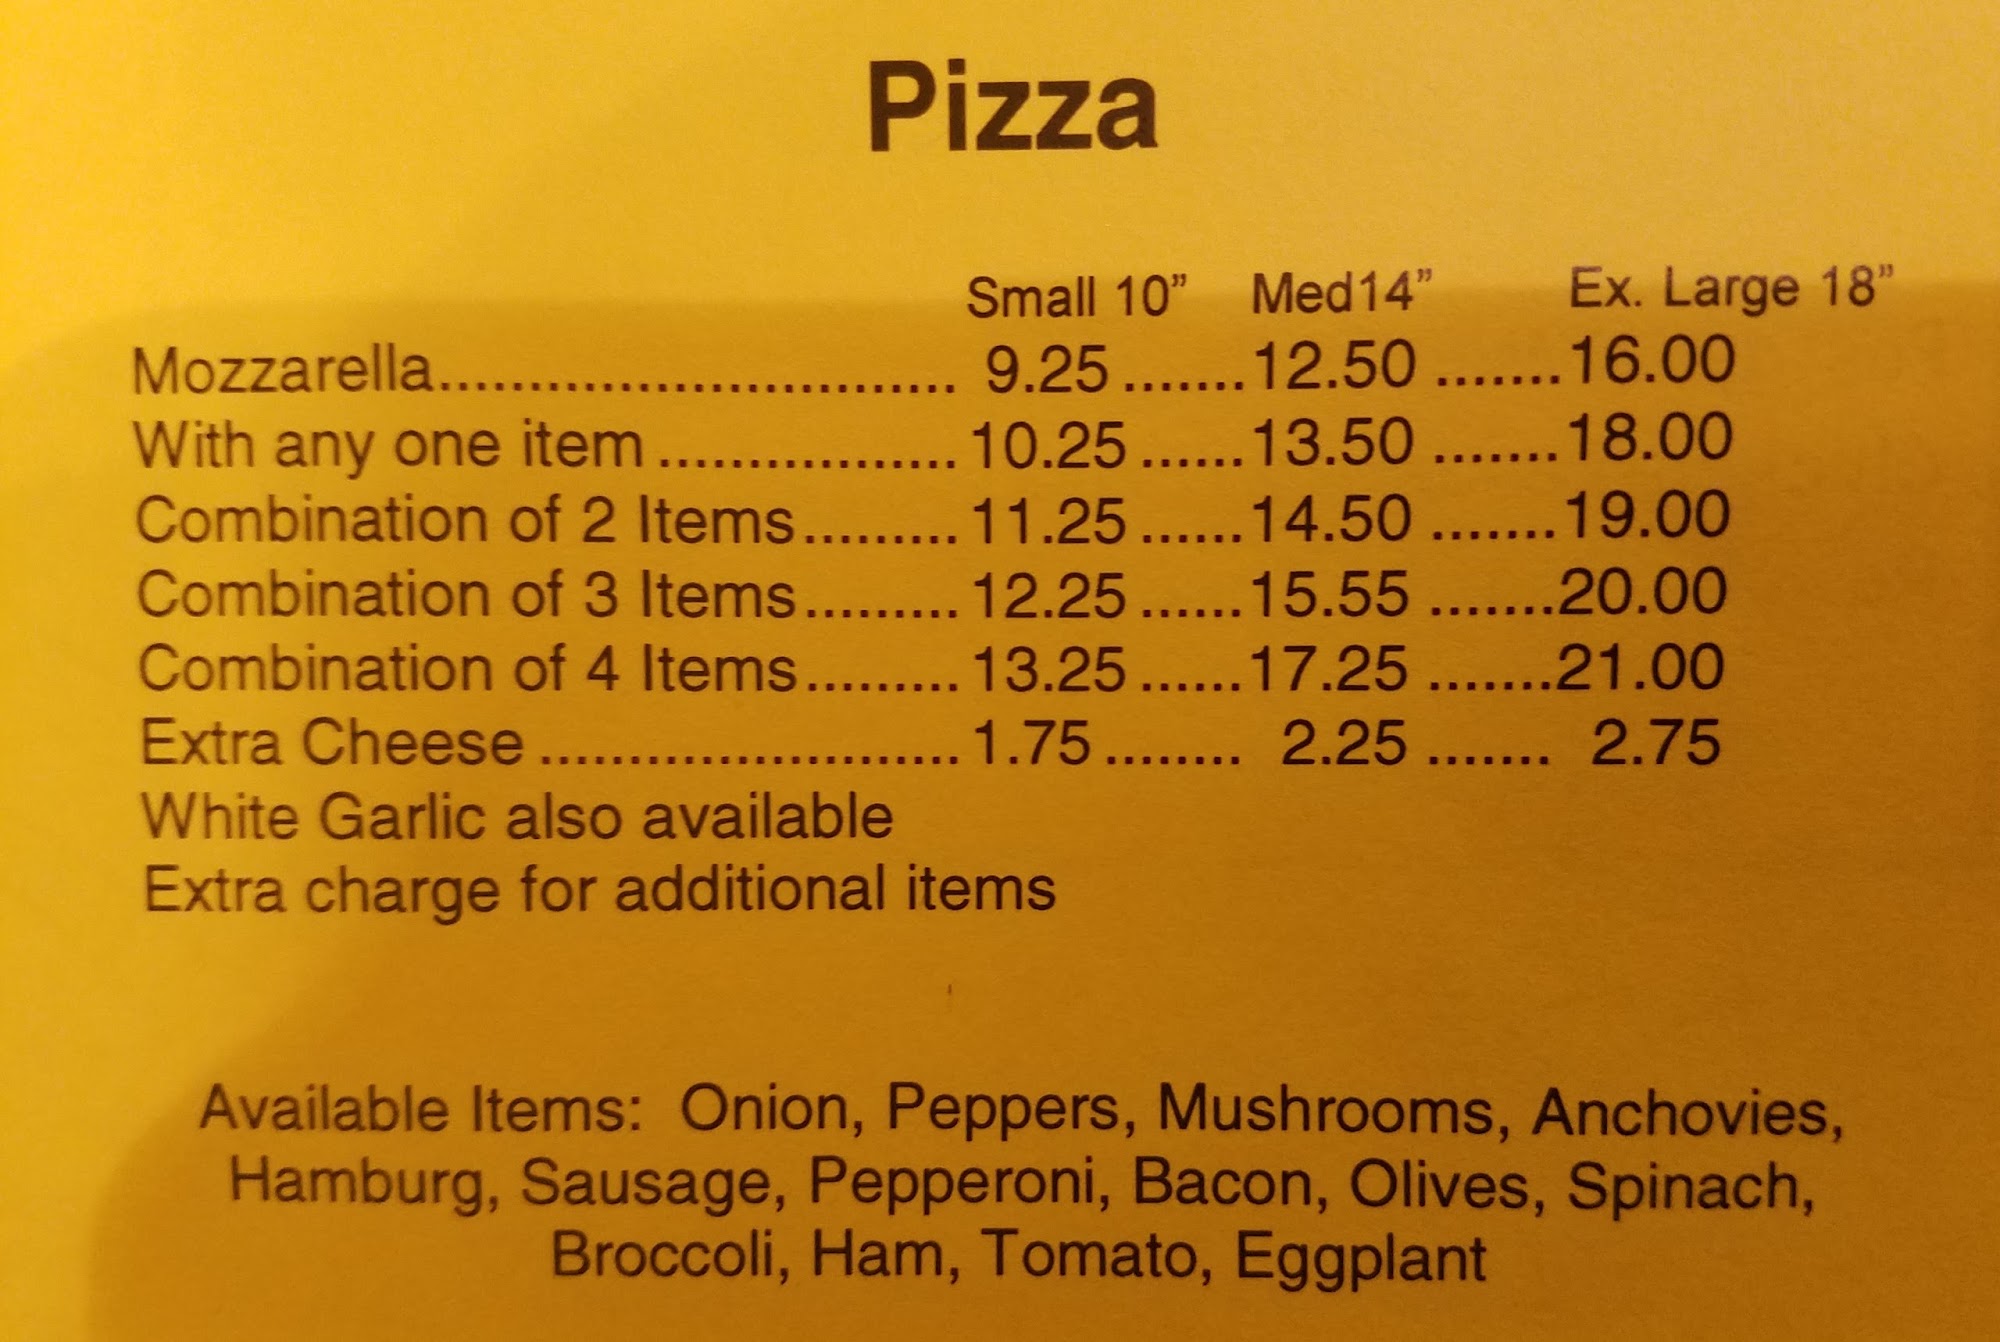 Pizza
Small 10” Med14” Ex. Large 18”
Mozzarella............................. 9.25 .......12.50 .......16.00
With any one item ................. 10.25 ......13.50 .......18.00
Combination of 2 Items......... 11.25 ......14.50 .......19.00
Combination of 3 Items......... 12.25 ......15.55 .......20.00
Combination of 4 Items......... 13.25 ......17.25 .......21.00
Extra Cheese ........................ 1.75 ........ 2.25 ....... 2.75
White Garlic also available
Extra charge for additional items
Available Items: Onion, Peppers, Mushrooms, Anchovies,
Hamburg, Sausage, Pepperoni, Bacon, Olives, Spinach,
Broccoli, Ham, Tomato, Eggplant